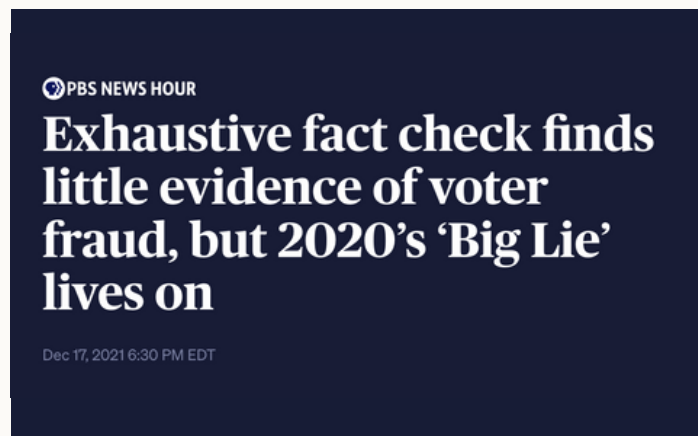 PBS NEWS HOUR
Exhaustive fact check finds
little evidence of voter
fraud, but 2020’s ‘Big Lie’
lives on
Dec 17, 2021 6:30 PM EDT